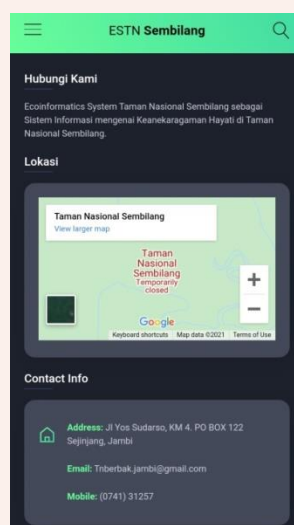 ESTN Sembilang
Hubungi Kami
Ecoinformatics System Taman Nasional Sembilang sebagai
Sistem Informasi mengenai Keanekaragaman Hayati di Taman
Nasional Sembilang.
Lokasi
Taman Nasional Sembilang
View larger map
Taman
Nasional
Sembilang
Temporarily
closed
+
−
Google
Keyboard shortcuts Map data ©2021 Terms of Use
Contact Info
Address: Jl Yos Sudarso, KM 4. PO BOX 122
Sejinjang, Jambi
Email: Tnberbak.jambi@gmail.com
Mobile: (0741) 31257